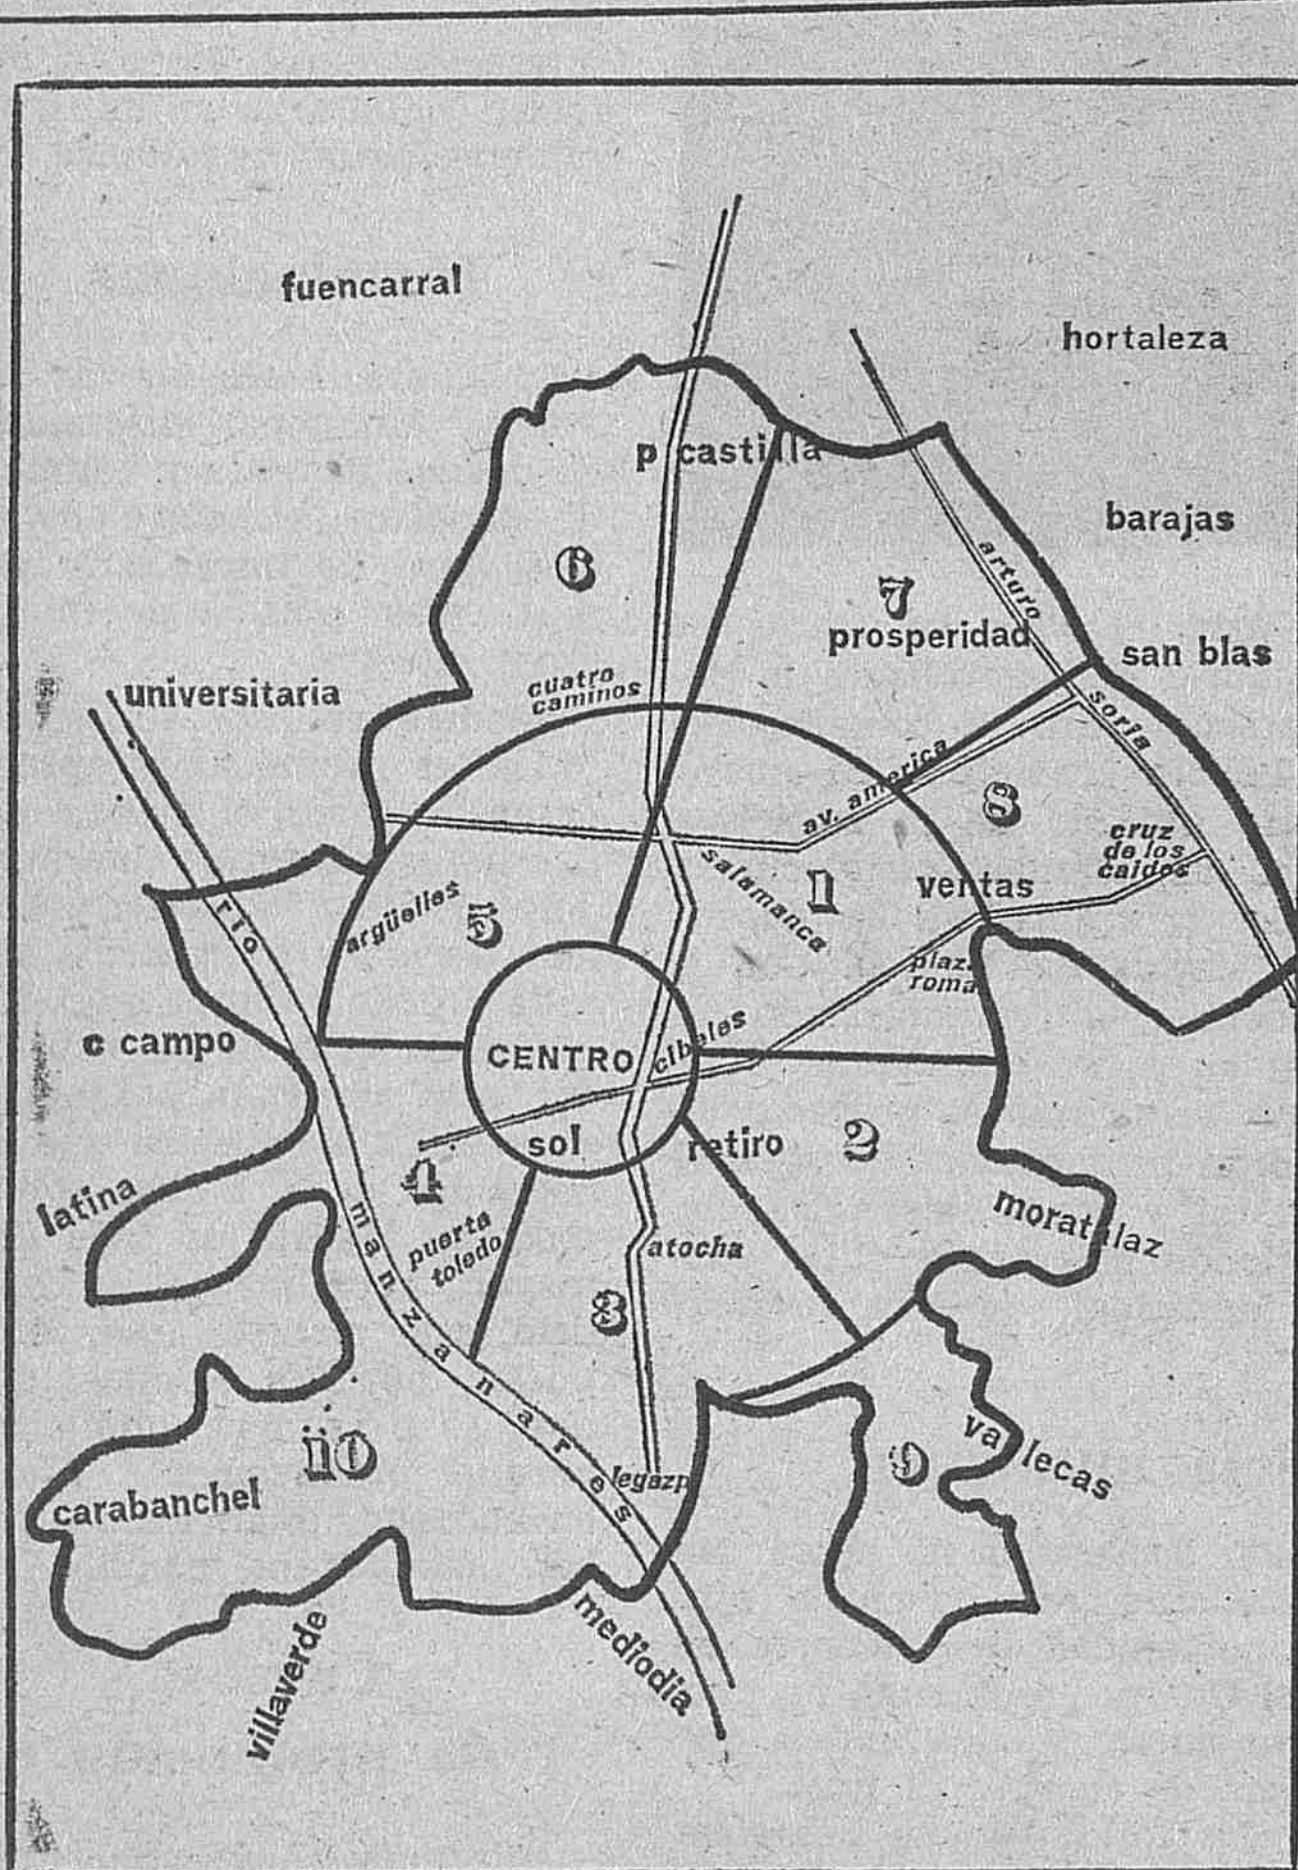 fuencarral
hortaleza
p castilla
barajas
6
arturo
7
prosperidad
san blas
cuatro
caminos
universitaria
soria
av. america
8
cruz
de los
caidos
salamanca
1
ventas
argüelles
5
rio
plaza
roma
c campo
CENTRO
cibeles
sol
retiro
2
4
latina
moratalaz
puerta
toledo
atocha
manzanares
3
10
vallecas
9
legazpi
carabanchel
mediodia
villaverde